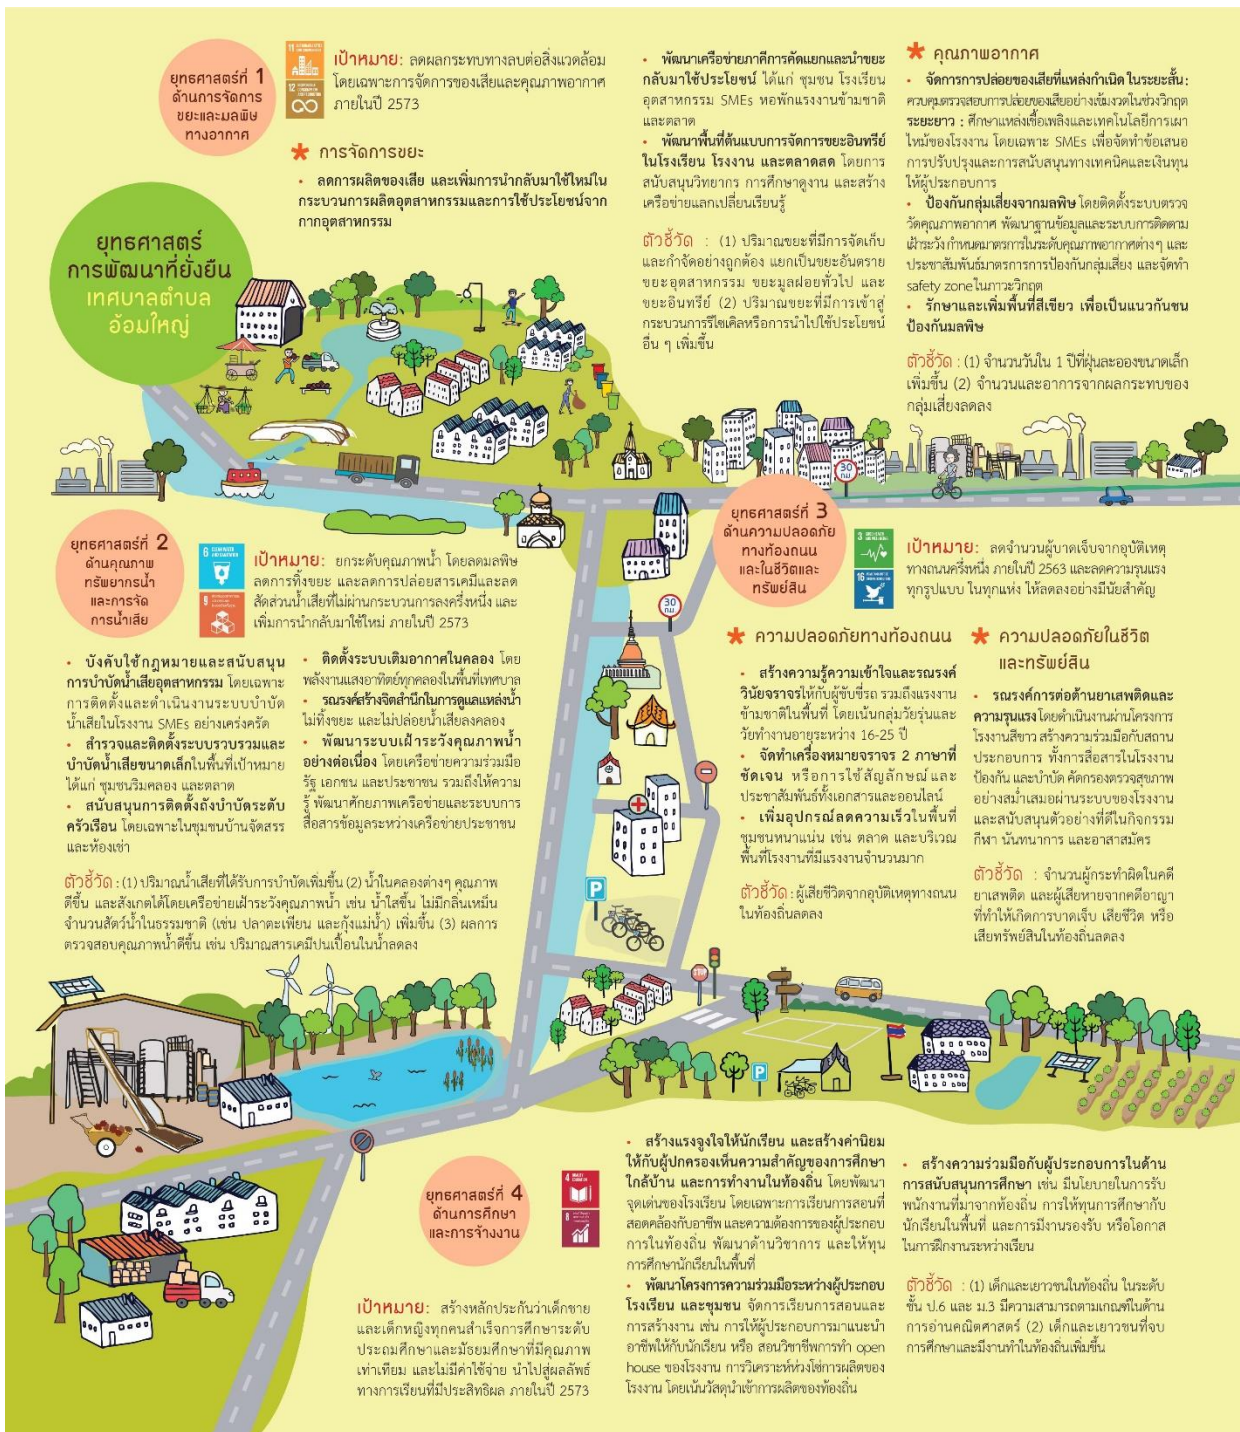 ยุทธศาสตร์
การพัฒนาที่ยั่งยืน
เทศบาลตำบล
อ้อมใหญ่
ยุทธศาสตร์ที่ 1
ด้านการจัดการ
ขยะและมลพิษ
ทางอากาศ
11
12
เป้าหมาย: ลดผลกระทบทางลบต่อสิ่งแวดล้อม
โดยเฉพาะการจัดการของเสียและคุณภาพอากาศ
ภายในปี 2573
* การจัดการขยะ
• ลดการผลิตของเสีย และเพิ่มการนำกลับมาใช้ใหม่ใน
กระบวนการผลิตอุตสาหกรรมและการใช้ประโยชน์จาก
กากอุตสาหกรรม
• พัฒนาเครือข่ายภาคีการคัดแยกและนำขยะ
กลับมาใช้ประโยชน์ ได้แก่ ชุมชน โรงเรียน
อุตสาหกรรม SMEs หอพักแรงงานข้ามชาติ
และตลาด
• พัฒนาพื้นที่ต้นแบบการจัดการขยะอินทรีย์
ในโรงเรียน โรงงาน และตลาดสด โดยการ
สนับสนุนวิทยากร การศึกษาดูงาน และสร้าง
เครือข่ายแลกเปลี่ยนเรียนรู้
ตัวชี้วัด : (1) ปริมาณขยะที่มีการจัดเก็บ
และกำจัดอย่างถูกต้อง แยกเป็นขยะอันตราย
ขยะอุตสาหกรรม ขยะมูลฝอยทั่วไป และ
ขยะอินทรีย์ (2) ปริมาณขยะที่มีการเข้าสู่
กระบวนการรีไซเคิลหรือการนำไปใช้ประโยชน์
อื่น ๆ เพิ่มขึ้น
* คุณภาพอากาศ
• จัดการการปล่อยของเสียที่แหล่งกำเนิด ในระยะสั้น:
ควบคุมตรวจสอบการปล่อยของเสียอย่างเข้มงวดในช่วงวิกฤต
ระยะยาว : ศึกษาแหล่งเชื้อเพลิงและเทคโนโลยีการเผา
ไหม้ของโรงงาน โดยเฉพาะ SMEs เพื่อจัดทำข้อเสนอ
การปรับปรุงและการสนับสนุนทางเทคนิคและเงินทุน
ให้ผู้ประกอบการ
• ป้องกันกลุ่มเสี่ยงจากมลพิษ โดยติดตั้งระบบตรวจ
วัดคุณภาพอากาศ พัฒนาฐานข้อมูลและระบบการติดตาม
เฝ้าระวัง กำหนดมาตรการในระดับคุณภาพอากาศต่างๆ และ
ประชาสัมพันธ์มาตรการการป้องกันกลุ่มเสี่ยง และจัดทำ
safety zone ในภาวะวิกฤต
• รักษาและเพิ่มพื้นที่สีเขียว เพื่อเป็นแนวกันชน
ป้องกันมลพิษ
ตัวชี้วัด : (1) จำนวนวันใน 1 ปีที่ฝุ่นละอองขนาดเล็ก
เพิ่มขึ้น (2) จำนวนและอาการจากผลกระทบของ
กลุ่มเสี่ยงลดลง
30
กม
ยุทธศาสตร์ที่ 2
ด้านคุณภาพ
ทรัพยากรน้ำ
และการจัด
การน้ำเสีย
6
9
เป้าหมาย: ยกระดับคุณภาพน้ำ โดยลดมลพิษ
ลดการทิ้งขยะ และลดการปล่อยสารเคมีและลด
สัดส่วนน้ำเสียที่ไม่ผ่านกระบวนการลงครึ่งหนึ่ง และ
เพิ่มการนำกลับมาใช้ใหม่ ภายในปี 2573
• บังคับใช้กฎหมายและสนับสนุน
การบำบัดน้ำเสียอุตสาหกรรม โดยเฉพาะ
การติดตั้งและดำเนินงานระบบบำบัด
น้ำเสียในโรงงาน SMEs อย่างเคร่งครัด
• สำรวจและติดตั้งระบบรวบรวมและ
บำบัดน้ำเสียขนาดเล็กในพื้นที่เป้าหมาย
ได้แก่ ชุมชนริมคลอง และตลาด
• สนับสนุนการติดตั้งถังบำบัดระดับ
ครัวเรือน โดยเฉพาะในชุมชนบ้านจัดสรร
และห้องเช่า
• ติดตั้งระบบเติมอากาศในคลอง โดย
พลังงานแสงอาทิตย์ทุกคลองในพื้นที่เทศบาล
• รณรงค์สร้างจิตสำนึกในการดูแลแหล่งน้ำ
ไม่ทิ้งขยะ และไม่ปล่อยน้ำเสียลงคลอง
• พัฒนาระบบเฝ้าระวังคุณภาพน้ำ
อย่างต่อเนื่อง โดยเครือข่ายความร่วมมือ
รัฐ เอกชน และประชาชน รวมถึงให้ความ
รู้ พัฒนาศักยภาพเครือข่ายและระบบการ
สื่อสารข้อมูลระหว่างเครือข่ายประชาชน
ตัวชี้วัด : (1) ปริมาณน้ำเสียที่ได้รับการบำบัดเพิ่มขึ้น (2) น้ำในคลองต่างๆ คุณภาพ
ดีขึ้น และสังเกตได้โดยเครือข่ายเฝ้าระวังคุณภาพน้ำ เช่น น้ำใสขึ้น ไม่มีกลิ่นเหม็น
จำนวนสัตว์น้ำในธรรมชาติ (เช่น ปลาตะเพียน และกุ้งแม่น้ำ) เพิ่มขึ้น (3) ผลการ
ตรวจสอบคุณภาพน้ำดีขึ้น เช่น ปริมาณสารเคมีปนเปื้อนในน้ำลดลง
ยุทธศาสตร์ที่ 3
ด้านความปลอดภัย
ทางท้องถนน
และในชีวิตและ
ทรัพย์สิน
3
16
เป้าหมาย: ลดจำนวนผู้บาดเจ็บจากอุบัติเหตุ
ทางถนนครึ่งหนึ่ง ภายในปี 2563 และลดความรุนแรง
ทุกรูปแบบ ในทุกแห่ง ให้ลดลงอย่างมีนัยสำคัญ
30
กม
* ความปลอดภัยทางท้องถนน
• สร้างความรู้ความเข้าใจและรณรงค์
วินัยจราจรให้กับผู้ขับขี่รถ รวมถึงแรงงาน
ข้ามชาติในพื้นที่ โดยเน้นกลุ่มวัยรุ่นและ
วัยทำงานอายุระหว่าง 16-25 ปี
• จัดทำเครื่องหมายจราจร 2 ภาษาที่
ชัดเจน หรือการใช้สัญลักษณ์และ
ประชาสัมพันธ์ทั้งเอกสารและออนไลน์
• เพิ่มอุปกรณ์ลดความเร็วในพื้นที่
ชุมชนหนาแน่น เช่น ตลาด และบริเวณ
พื้นที่โรงงานที่มีแรงงานจำนวนมาก
ตัวชี้วัด : ผู้เสียชีวิตจากอุบัติเหตุทางถนน
ในท้องถิ่นลดลง
* ความปลอดภัยในชีวิต
และทรัพย์สิน
• รณรงค์การต่อต้านยาเสพติดและ
ความรุนแรง โดยดำเนินงานผ่านโครงการ
โรงงานสีขาว สร้างความร่วมมือกับสถาน
ประกอบการ ทั้งการสื่อสารในโรงงาน
ป้องกัน และบำบัด คัดกรองตรวจสุขภาพ
อย่างสม่ำเสมอผ่านระบบของโรงงาน
และสนับสนุนตัวอย่างที่ดีในกิจกรรม
กีฬา นันทนาการ และอาสาสมัคร
ตัวชี้วัด : จำนวนผู้กระทำผิดในคดี
ยาเสพติด และผู้เสียหายจากคดีอาญา
ที่ทำให้เกิดการบาดเจ็บ เสียชีวิต หรือ
เสียทรัพย์สินในท้องถิ่นลดลง
P
STOP
P
ยุทธศาสตร์ที่ 4
ด้านการศึกษา
และการจ้างงาน
4
8
เป้าหมาย: สร้างหลักประกันว่าเด็กชาย
และเด็กหญิงทุกคนสำเร็จการศึกษาระดับ
ประถมศึกษาและมัธยมศึกษาที่มีคุณภาพ
เท่าเทียม และไม่มีค่าใช้จ่าย นำไปสู่ผลลัพธ์
ทางการเรียนที่มีประสิทธิผล ภายในปี 2573
• สร้างแรงจูงใจให้นักเรียน และสร้างค่านิยม
ให้กับผู้ปกครองเห็นความสำคัญของการศึกษา
ใกล้บ้าน และการทำงานในท้องถิ่น โดยพัฒนา
จุดเด่นของโรงเรียน โดยเฉพาะการเรียนการสอนที่
สอดคล้องกับอาชีพ และความต้องการของผู้ประกอบ
การในท้องถิ่น พัฒนาด้านวิชาการ และให้ทุน
การศึกษานักเรียนในพื้นที่
• พัฒนาโครงการความร่วมมือระหว่างผู้ประกอบ
โรงเรียน และชุมชน จัดการเรียนการสอนและ
การสร้างงาน เช่น การให้ผู้ประกอบการมาแนะนำ
อาชีพให้กับนักเรียน หรือ สอนวิชาชีพการทำ open
house ของโรงงาน การวิเคราะห์ห่วงโซ่การผลิตของ
โรงงาน โดยเน้นวัสดุนำเข้าการผลิตของท้องถิ่น
• สร้างความร่วมมือกับผู้ประกอบการในด้าน
การสนับสนุนการศึกษา เช่น มีนโยบายในการรับ
พนักงานที่มาจากท้องถิ่น การให้ทุนการศึกษากับ
นักเรียนในพื้นที่ และการมีงานรองรับ หรือโอกาส
ในการฝึกงานระหว่างเรียน
ตัวชี้วัด : (1) เด็กและเยาวชนในท้องถิ่น ในระดับ
ชั้น ป.6 และ ม.3 มีความสามารถตามเกณฑ์ในด้าน
การอ่านคณิตศาสตร์ (2) เด็กและเยาวชนที่จบ
การศึกษาและมีงานทำในท้องถิ่นเพิ่มขึ้น